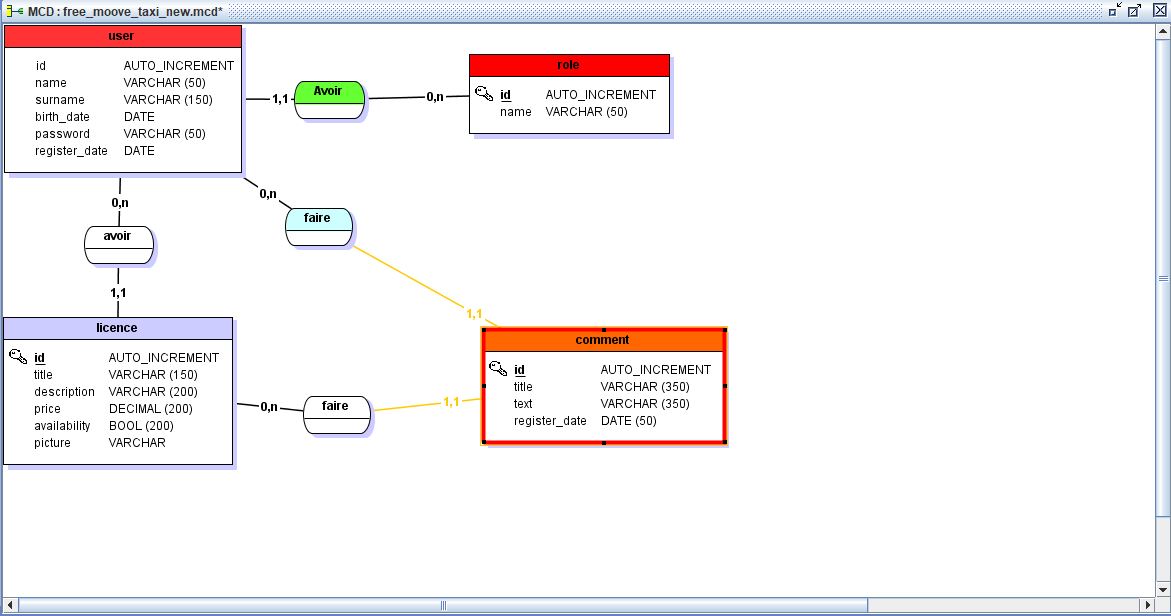 MCD : free_moove_taxi_new.mcd*
user
id AUTO_INCREMENT
name VARCHAR (50)
surname VARCHAR (150)
birth_date DATE
password VARCHAR (50)
register_date DATE
1,1
Avoir
0,n
role
id AUTO_INCREMENT
name VARCHAR (50)
0,n
avoir
1,1
0,n
faire
1,1
licence
id AUTO_INCREMENT
title VARCHAR (150)
description VARCHAR (200)
price DECIMAL (200)
availability BOOL (200)
picture VARCHAR
0,n
faire
1,1
comment
id AUTO_INCREMENT
title VARCHAR (350)
text VARCHAR (350)
register_date DATE (50)